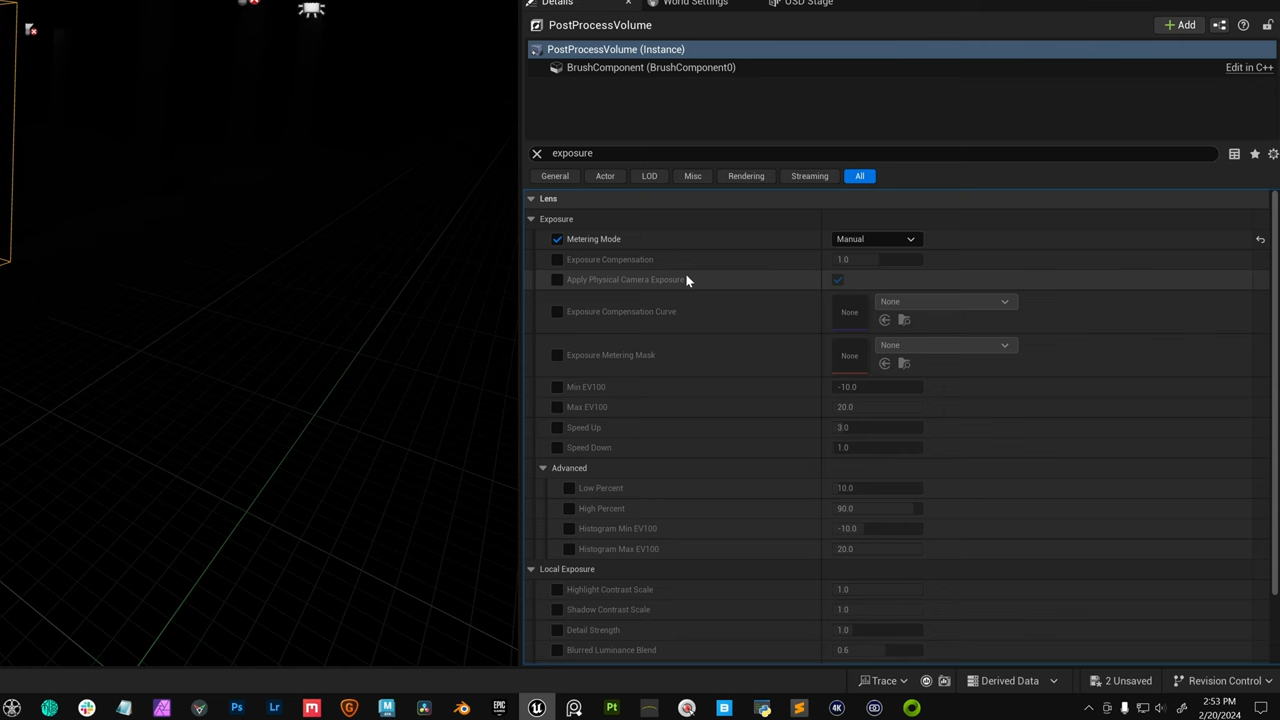 Details
World Settings
USD Stage
PostProcessVolume
Add
PostProcessVolume (Instance)
BrushComponent (BrushComponent0)
Edit in C++
exposure
General
Actor
LOD
Misc
Rendering
Streaming
All
Lens
Exposure
Metering Mode
Manual
Exposure Compensation
1.0
Apply Physical Camera Exposure
Exposure Compensation Curve
None
None
Exposure Metering Mask
None
None
Min EV100
-10.0
Max EV100
20.0
Speed Up
3.0
Speed Down
1.0
Advanced
Low Percent
10.0
High Percent
90.0
Histogram Min EV100
-10.0
Histogram Max EV100
20.0
Local Exposure
Highlight Contrast Scale
1.0
Shadow Contrast Scale
1.0
Detail Strength
1.0
Blurred Luminance Blend
0.6
Trace
Derived Data
2 Unsaved
Revision Control
Ps
Lr
Pt
4K
2:53 PM
2/20/2024